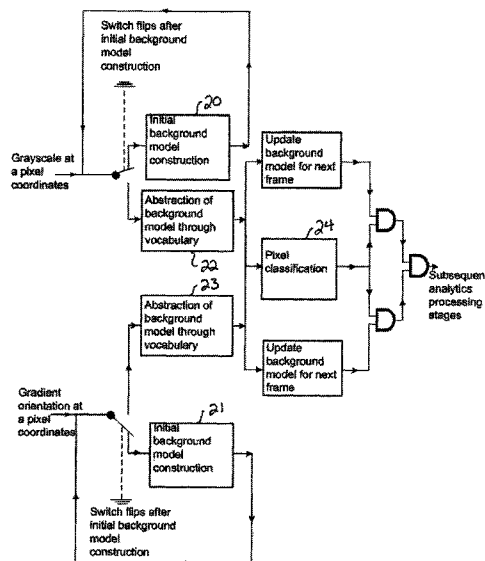 Switch flips after
initial background
model
construction
20
Initial
background
model
construction
Grayscale at
a pixel
coordinates
Update
background
model for next
frame
Abstraction of
background
model through
vocabulary
22
24
Pixel
classification
Subsequen
analytics
processing
stages
23
Abstraction of
background
model through
vocabulary
Update
background
model for next
frame
Gradient
orientation at
a pixel
coordinates
21
Initial
background
model
construction
Switch flips after
initial background
model
construction